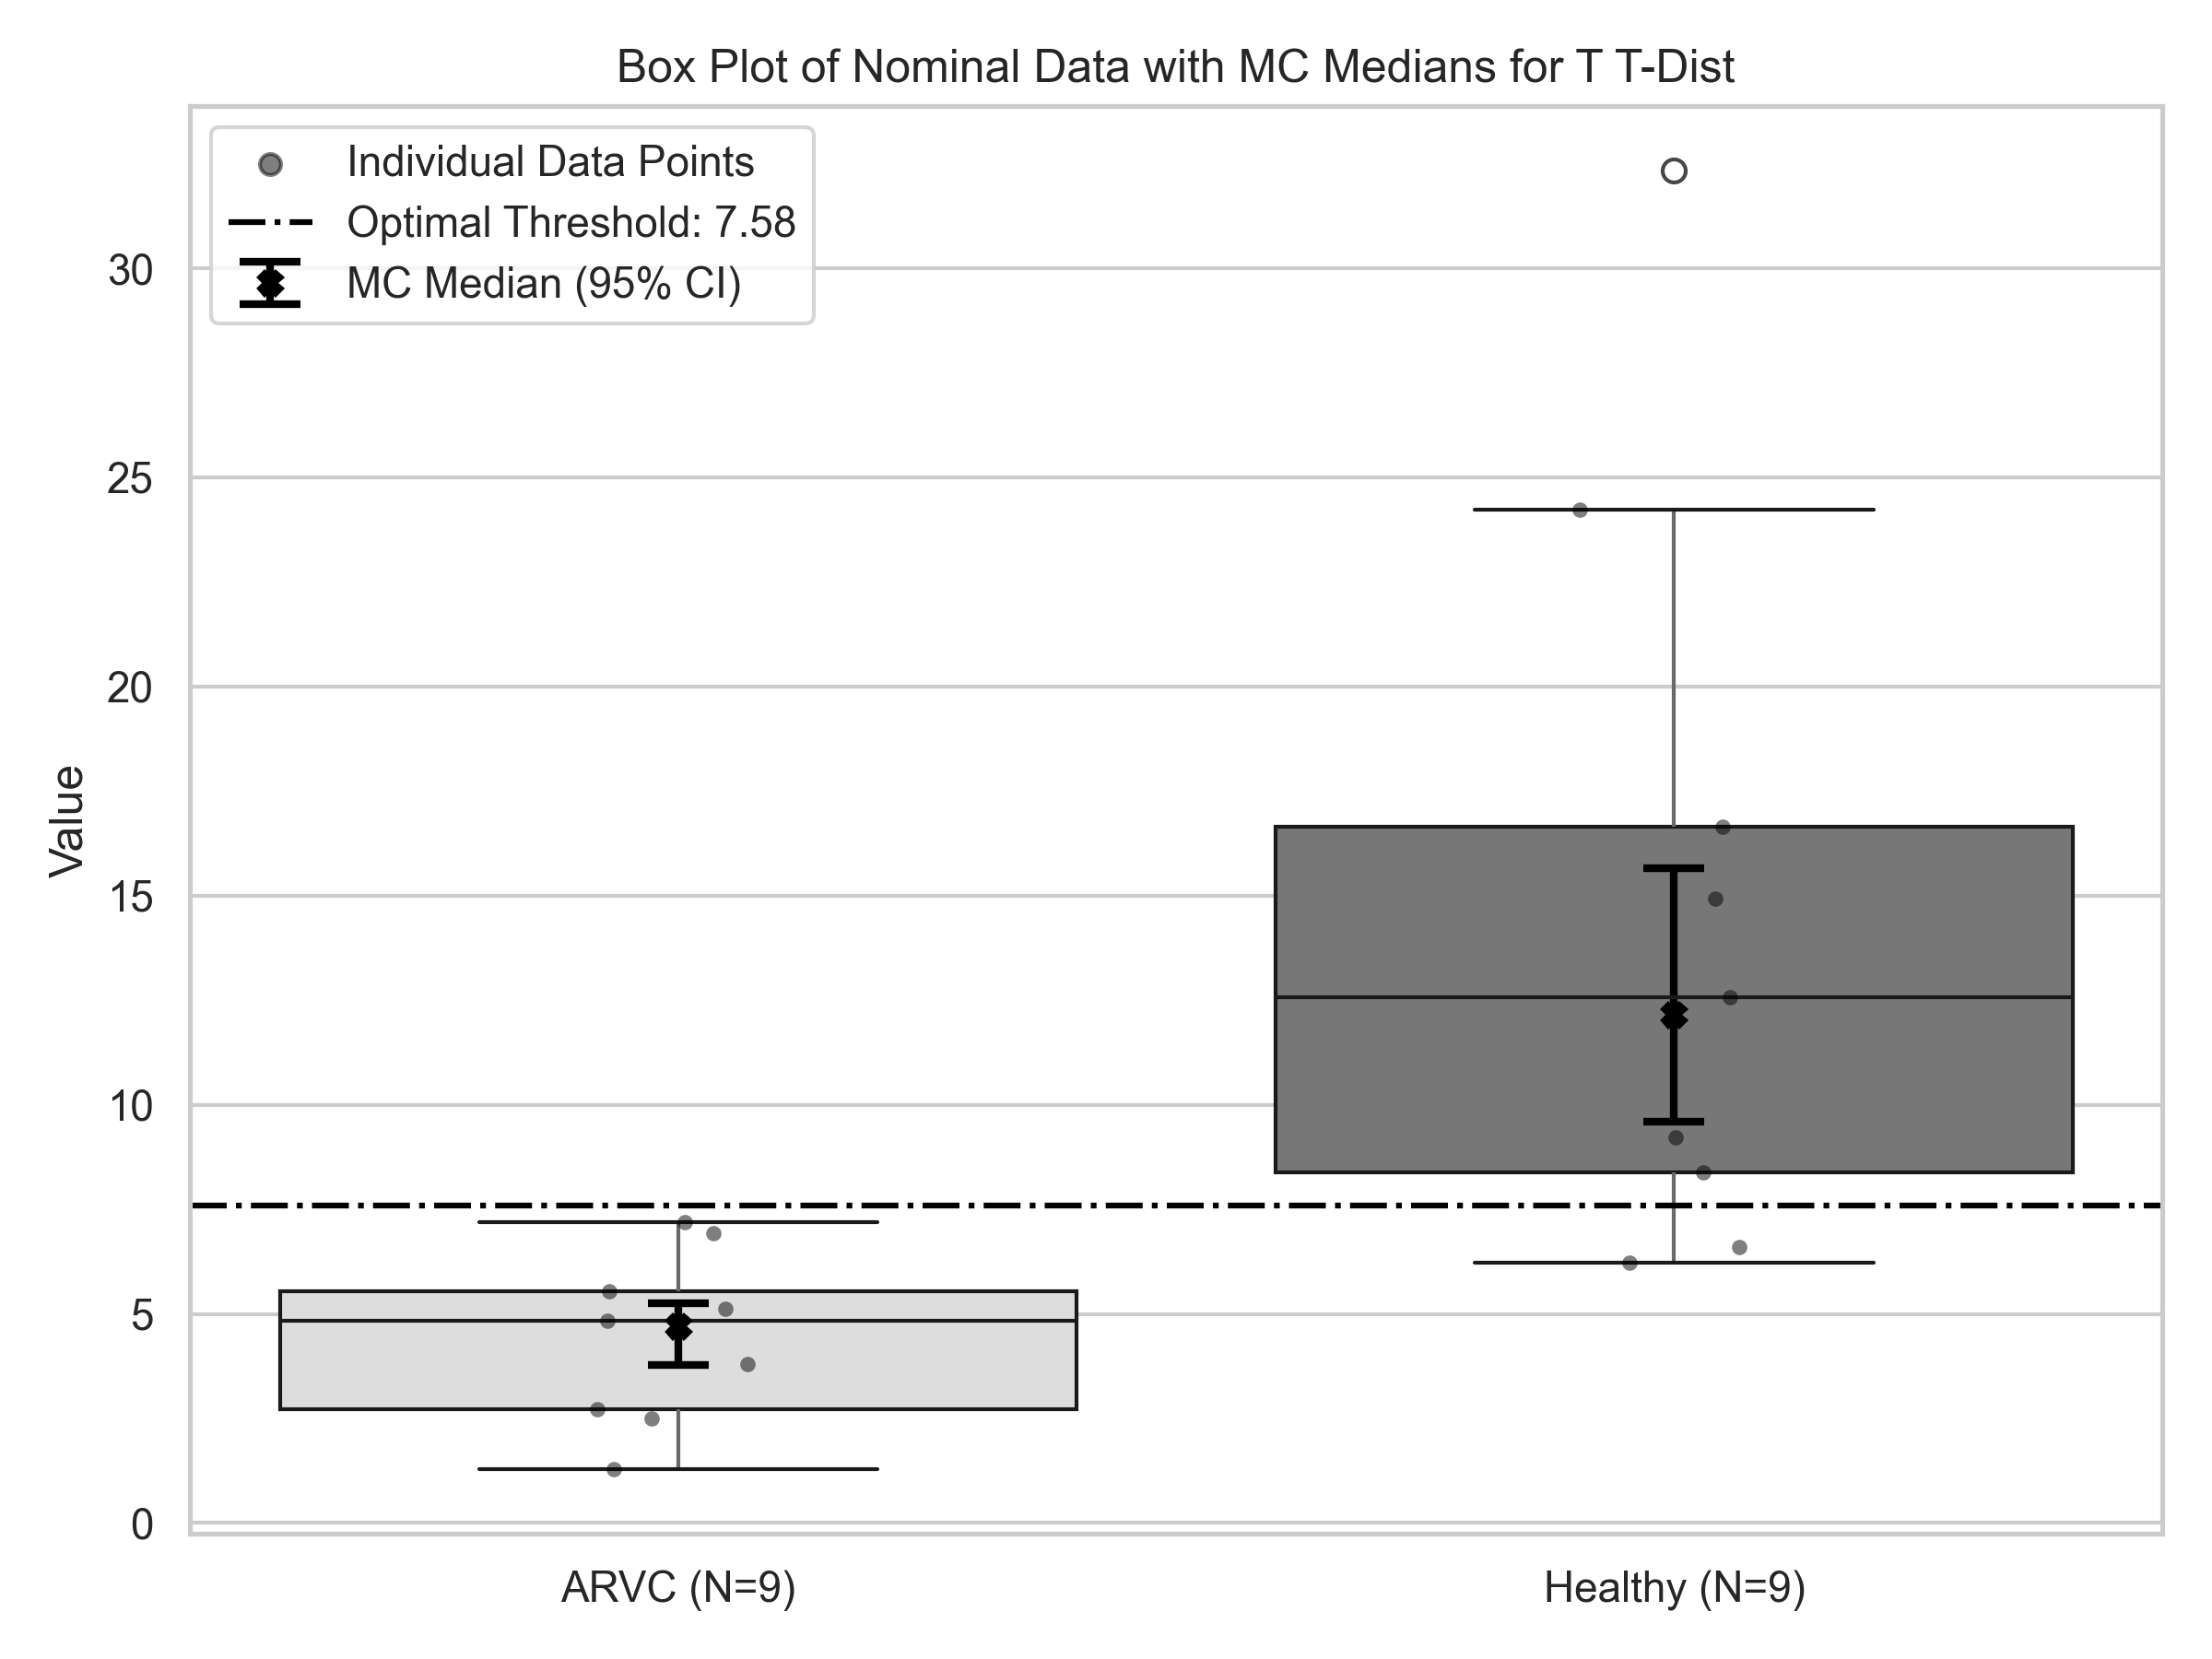 Box Plot of Nominal Data with MC Medians for T T-Dist
Individual Data Points
Optimal Threshold: 7.58
MC Median (95% CI)
30
25
20
15
10
5
0
Value
ARVC (N=9)
Healthy (N=9)